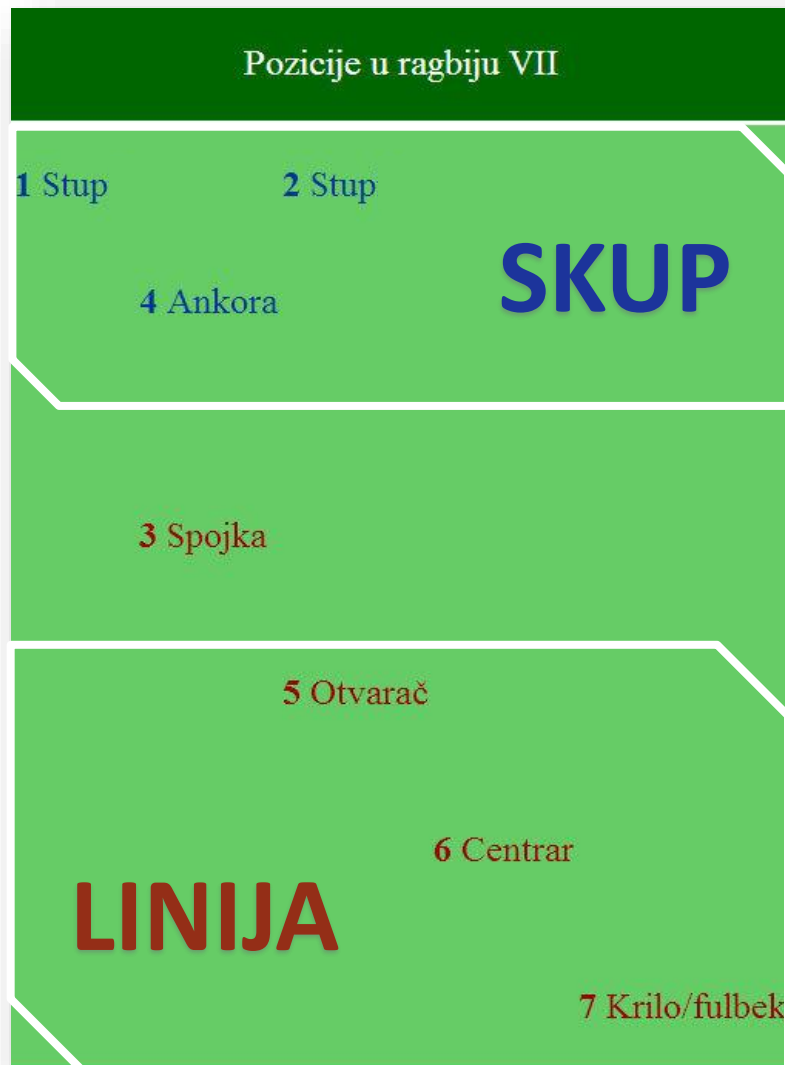 Pozicije u ragbiju VII
1 Stup 2 Stup
SKUP
4 Ankora
3 Spojka
5 Otvarač
6 Centrar
LINIJA
7 Krilo/fulbek